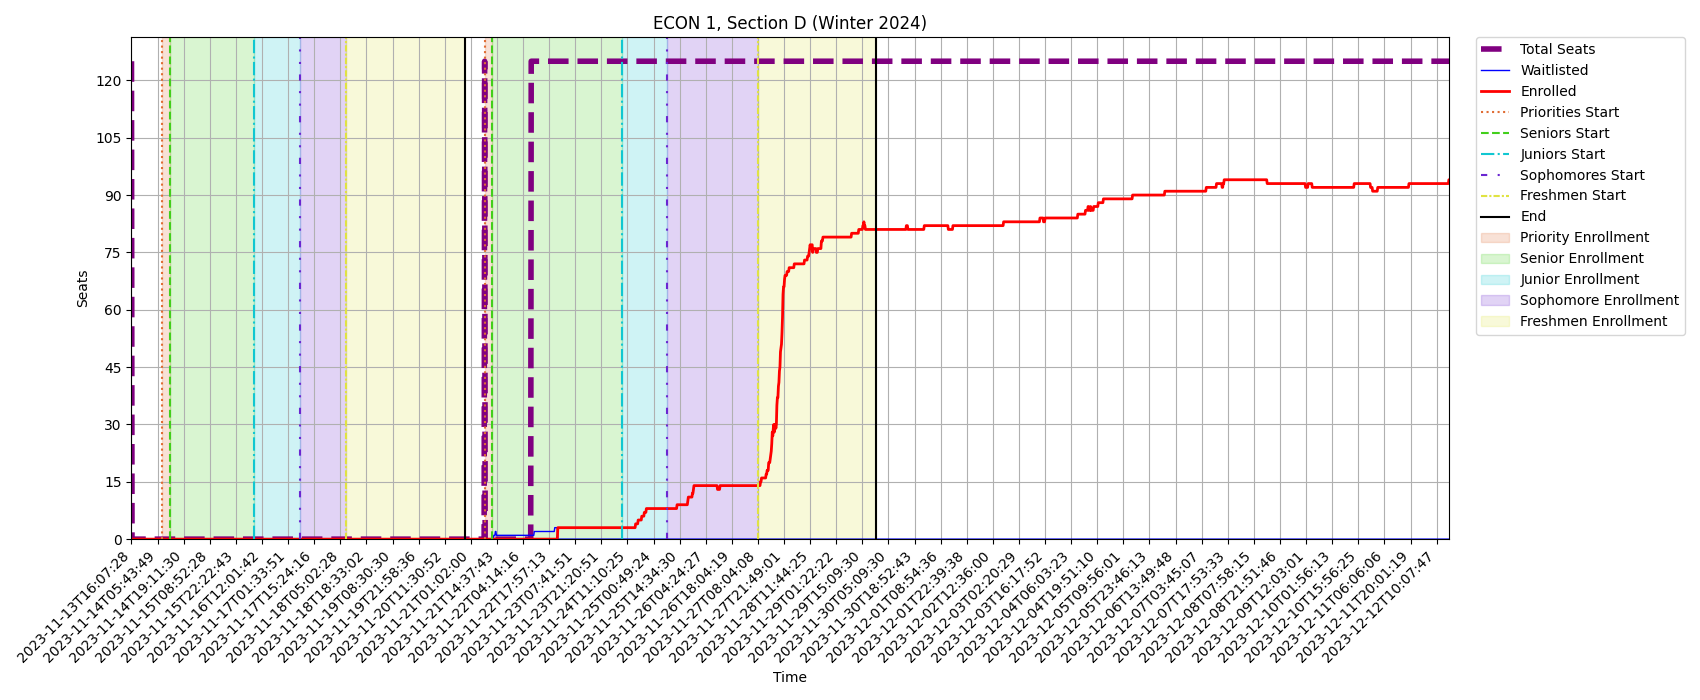 ECON 1, Section D (Winter 2024)
Seats
120
105
90
75
60
45
30
15
0
2023-11-13T16:07:28
2023-11-14T05:43:49
2023-11-14T19:11:30
2023-11-15T08:52:28
2023-11-15T22:22:43
2023-11-16T12:01:42
2023-11-17T01:33:51
2023-11-17T15:24:16
2023-11-18T05:02:28
2023-11-18T18:33:02
2023-11-19T08:30:30
2023-11-19T21:58:36
2023-11-20T11:30:52
2023-11-21T01:02:00
2023-11-21T14:37:43
2023-11-22T04:14:16
2023-11-22T17:57:13
2023-11-23T07:41:51
2023-11-23T21:20:51
2023-11-24T11:10:25
2023-11-25T00:49:24
2023-11-25T14:34:30
2023-11-26T04:24:27
2023-11-26T18:04:19
2023-11-27T08:04:08
2023-11-27T21:49:01
2023-11-28T11:44:25
2023-11-29T01:22:22
2023-11-29T15:09:30
2023-11-30T05:09:30
2023-11-30T18:52:43
2023-12-01T08:54:36
2023-12-01T22:39:38
2023-12-02T12:36:00
2023-12-03T02:20:29
2023-12-03T16:17:52
2023-12-04T06:03:23
2023-12-04T19:51:10
2023-12-05T09:56:01
2023-12-05T23:46:13
2023-12-06T13:49:48
2023-12-07T03:45:07
2023-12-07T17:53:33
2023-12-08T07:58:15
2023-12-08T21:51:46
2023-12-09T12:03:01
2023-12-10T01:56:13
2023-12-10T15:56:25
2023-12-11T06:06:06
2023-12-11T20:01:19
2023-12-12T10:07:47
Time
Total Seats
Waitlisted
Enrolled
Priorities Start
Seniors Start
Juniors Start
Sophomores Start
Freshmen Start
End
Priority Enrollment
Senior Enrollment
Junior Enrollment
Sophomore Enrollment
Freshmen Enrollment